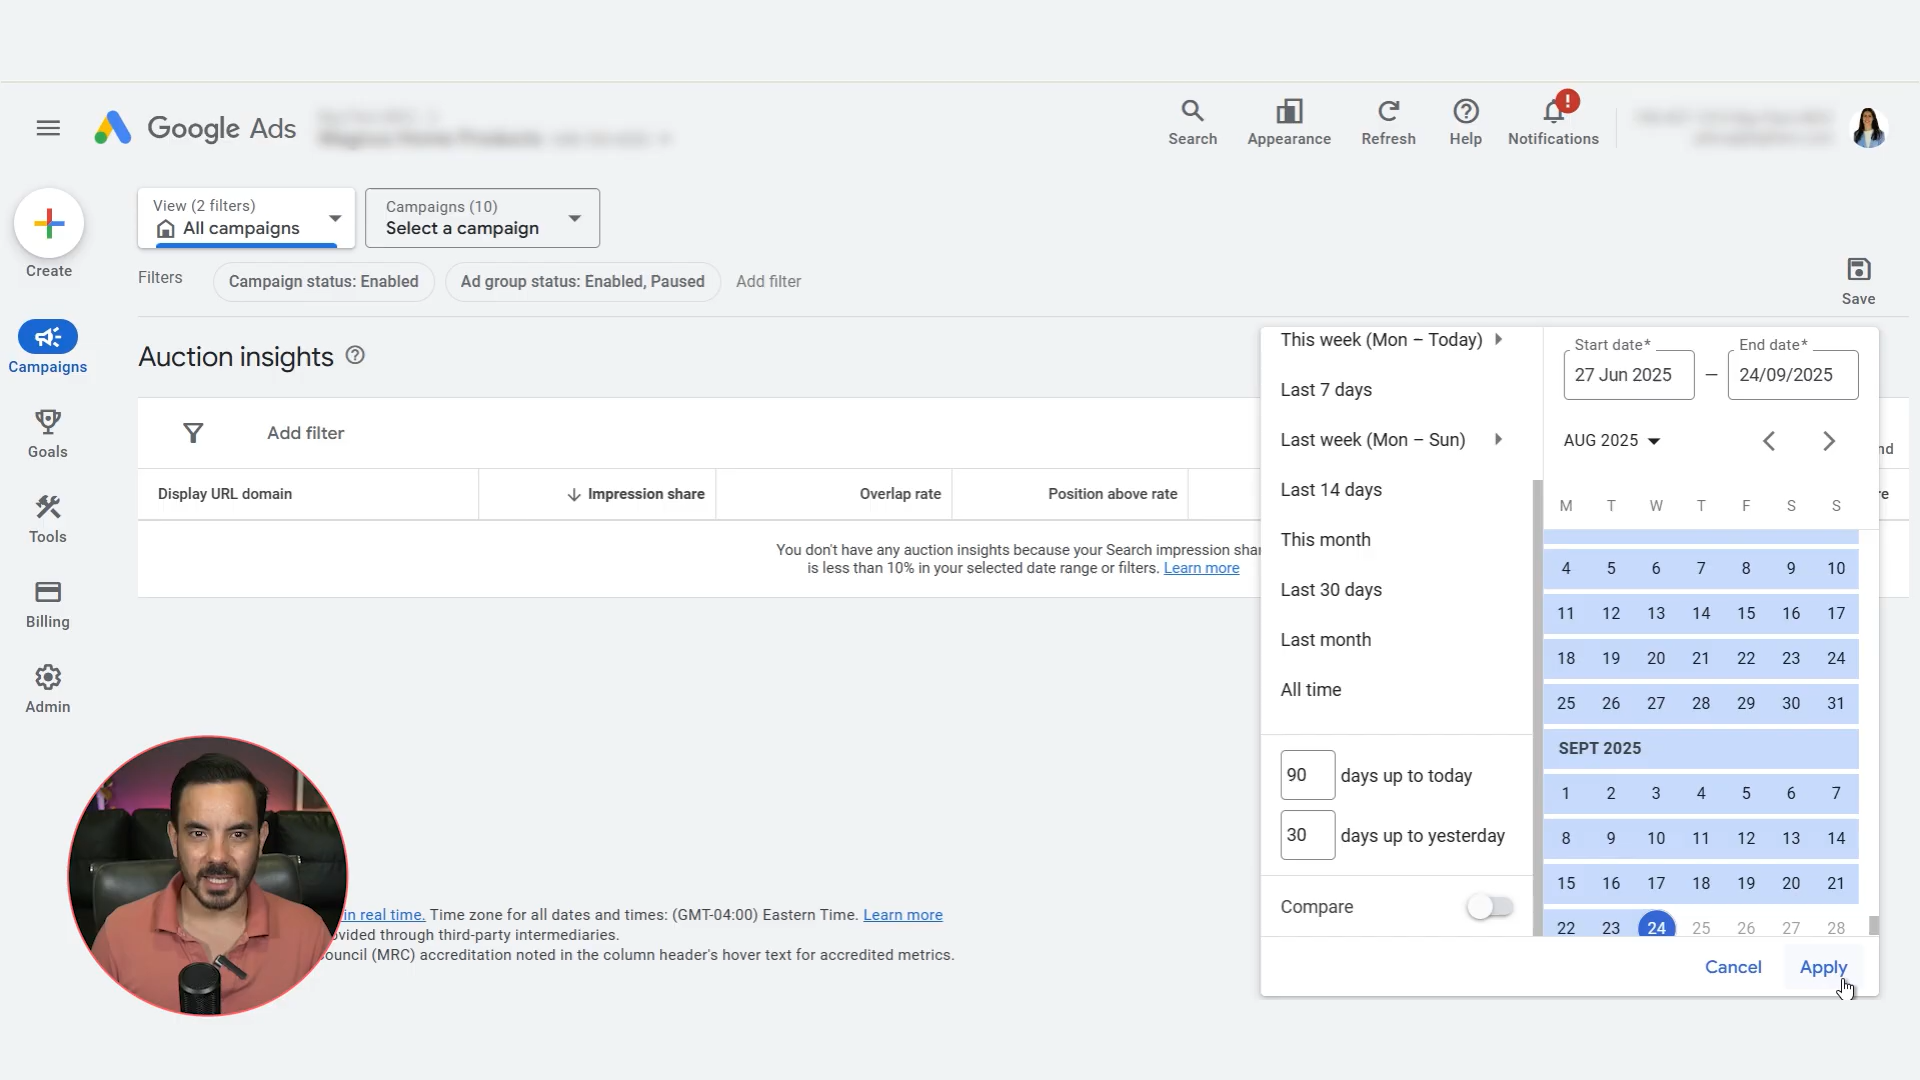 Google Ads
Search
Appearance
Refresh
Help
!
Notifications
Create
Campaigns
Goals
Tools
Billing
Admin
View (2 filters)
All campaigns
Campaigns (10)
Select a campaign
Filters
Campaign status: Enabled
Ad group status: Enabled, Paused
Add filter
Save
Auction insights
Add filter
nd
Display URL domain
Impression share
Overlap rate
Position above rate
re
You don't have any auction insights because your Search impression shar
is less than 10% in your selected date range or filters. Learn more
This week (Mon – Today)
Last 7 days
Last week (Mon – Sun)
Last 14 days
This month
Last 30 days
Last month
All time
90 days up to today
30 days up to yesterday
Compare
Start date*
27 Jun 2025
–
End date*
24/09/2025
AUG 2025
M T W T F S S
4 5 6 7 8 9 10
11 12 13 14 15 16 17
18 19 20 21 22 23 24
25 26 27 28 29 30 31
SEPT 2025
1 2 3 4 5 6 7
8 9 10 11 12 13 14
15 16 17 18 19 20 21
22 23 24 25 26 27 28
Cancel
Apply
in real time. Time zone for all dates and times: (GMT-04:00) Eastern Time. Learn more
ovided through third-party intermediaries.
ouncil (MRC) accreditation noted in the column header's hover text for accredited metrics.